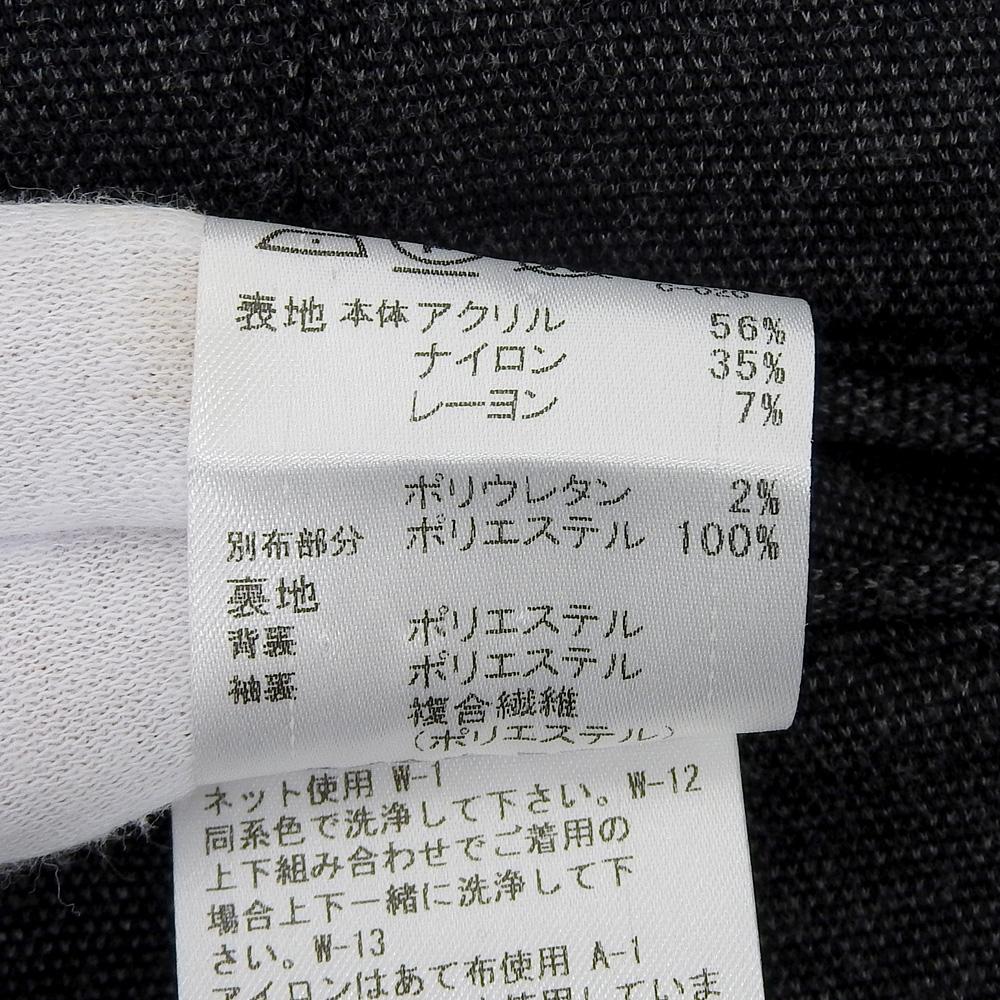 表地 本体 アクリル 56%
ナイロン 35%
レーヨン 7%
ポリウレタン 2%
別布部分 ポリエステル 100%
裏地
背裏 ポリエステル
袖裏 ポリエステル
複合繊維
(ポリエステル)
ネット使用 W-1
同系色で洗浄して下さい。W-12
上下組み合わせでご着用の
場合上下一緒に洗浄して下
さい。W-13
アイロンはあて布使用 A-1